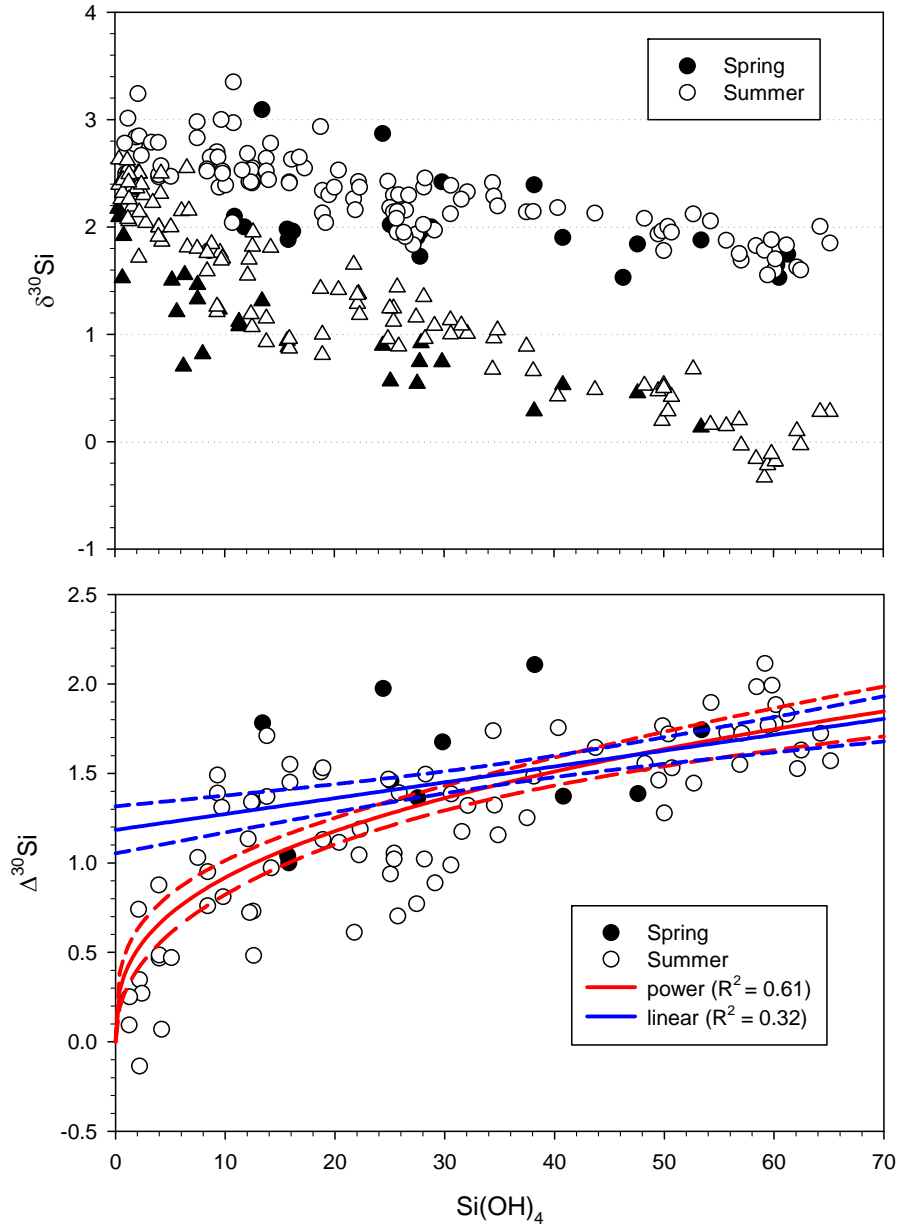 4
3
2
1
0
-1
δ³⁰Si
Spring
Summer
2.5
2.0
1.5
1.0
0.5
0.0
-0.5
Δ³⁰Si
Spring
Summer
power (R² = 0.61)
linear (R² = 0.32)
0 10 20 30 40 50 60 70
Si(OH)₄